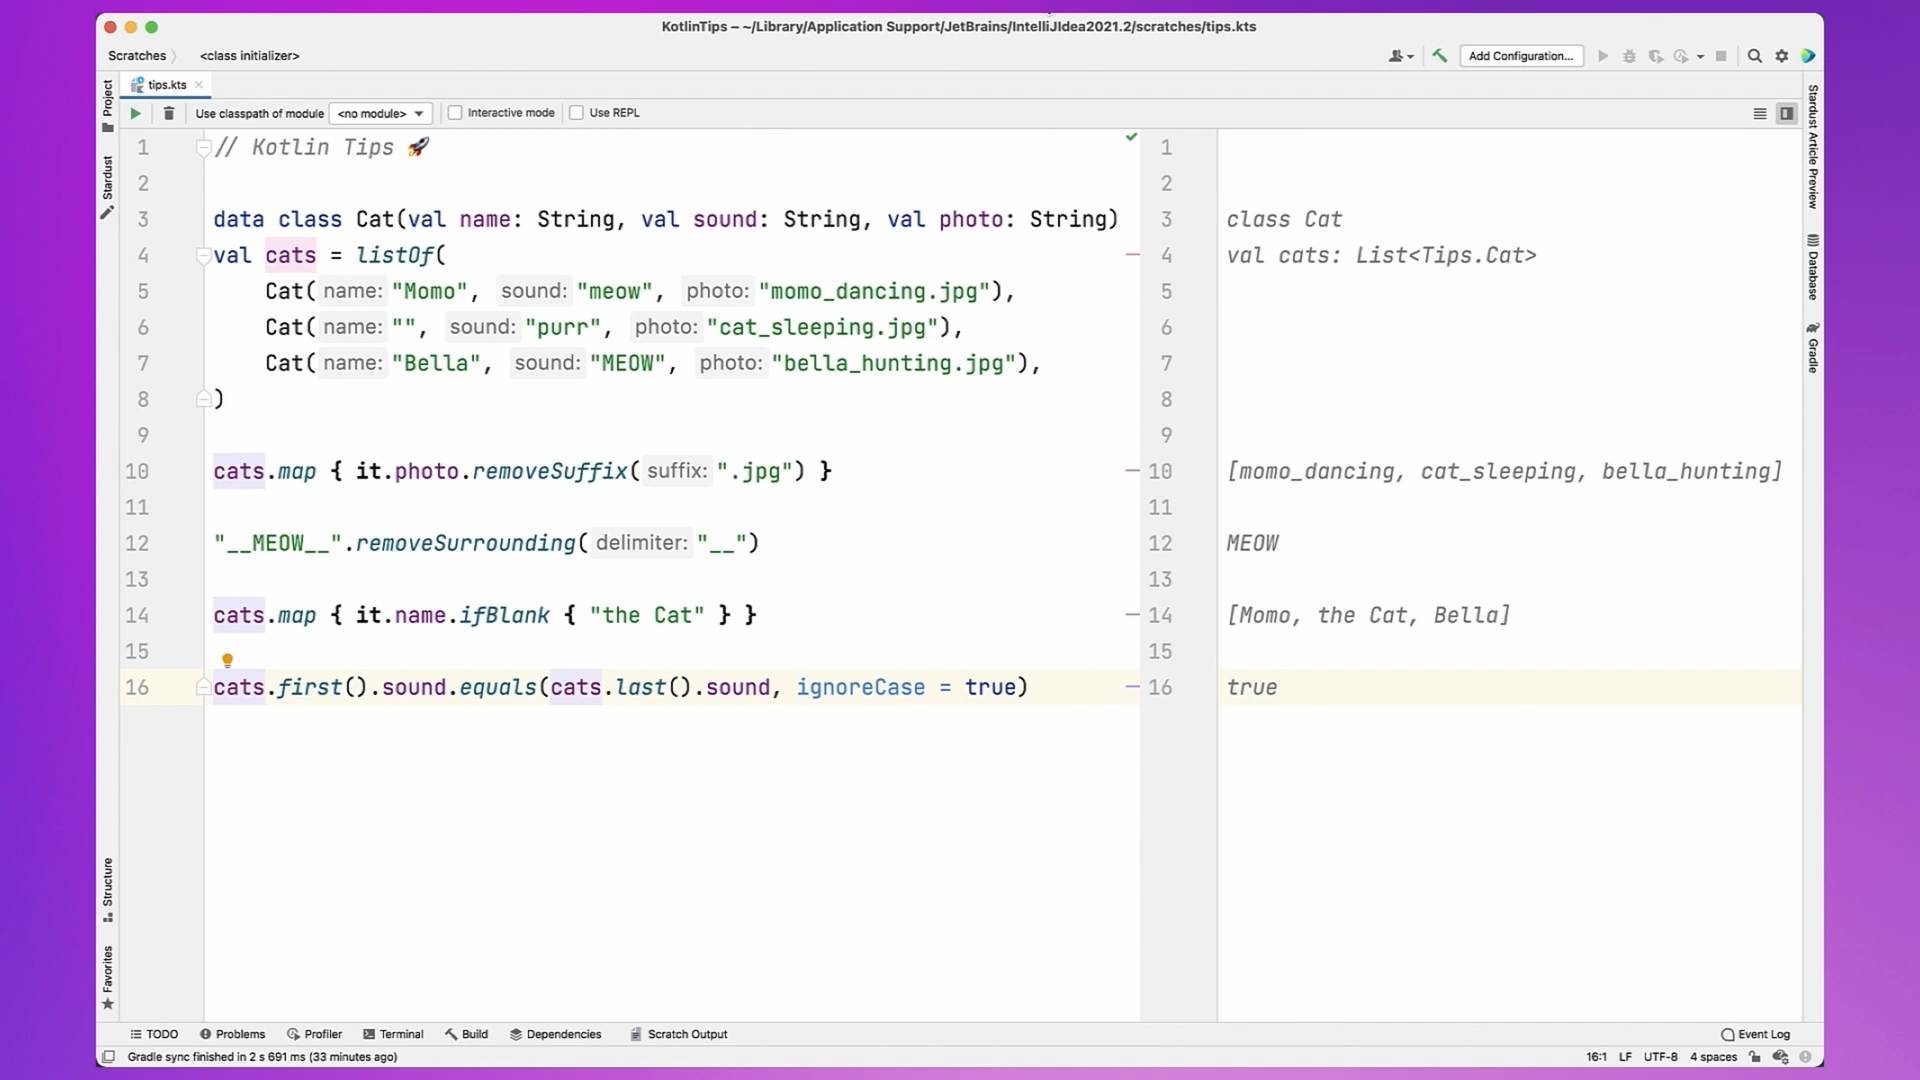 KotlinTips – ~/Library/Application Support/JetBrains/IntelliJIdea2021.2/scratches/tips.kts
Scratches <class initializer> Add Configuration...
tips.kts
Use classpath of module <no module> Interactive mode Use REPL
Project
Stardust
Structure
Favorites
1 // Kotlin Tips 🚀
2
3 data class Cat(val name: String, val sound: String, val photo: String)
4 val cats = listOf(
5 Cat( name: "Momo", sound: "meow", photo: "momo_dancing.jpg"),
6 Cat( name: "", sound: "purr", photo: "cat_sleeping.jpg"),
7 Cat( name: "Bella", sound: "MEOW", photo: "bella_hunting.jpg"),
8 )
9
10 cats.map { it.photo.removeSuffix( suffix: ".jpg") }
11
12 "__MEOW__".removeSurrounding( delimiter: "__")
13
14 cats.map { it.name.ifBlank { "the Cat" } }
15
16 cats.first().sound.equals(cats.last().sound, ignoreCase = true)
1
2
3 class Cat
4 val cats: List<Tips.Cat>
5
6
7
8
9
10 [momo_dancing, cat_sleeping, bella_hunting]
11
12 MEOW
13
14 [Momo, the Cat, Bella]
15
16 true
Stardust Article Preview
Database
Gradle
TODO Problems Profiler Terminal Build Dependencies Scratch Output Event Log
Gradle sync finished in 2 s 691 ms (33 minutes ago) 16:1 LF UTF-8 4 spaces